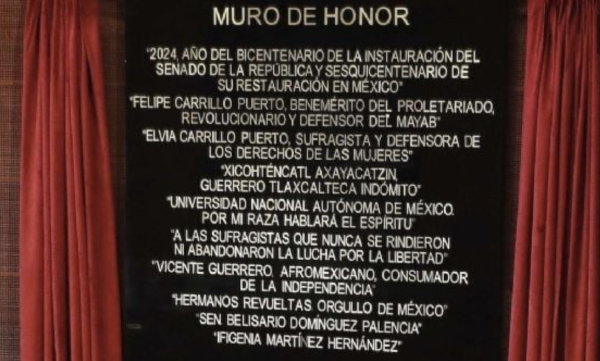 MURO DE HONOR
"2024, AÑO DEL BICENTENARIO DE LA INSTAURACIÓN DEL
SENADO DE LA REPÚBLICA Y SESQUICENTENARIO DE
SU RESTAURACIÓN EN MÉXICO"
"FELIPE CARRILLO PUERTO, BENEMÉRITO DEL PROLETARIADO,
REVOLUCIONARIO Y DEFENSOR DEL MAYAB"
"ELVIA CARRILLO PUERTO, SUFRAGISTA Y DEFENSORA DE
LOS DERECHOS DE LAS MUJERES"
"XICOHTÉNCATL AXAYACATZIN,
GUERRERO TLAXCALTECA INDÓMITO"
"UNIVERSIDAD NACIONAL AUTÓNOMA DE MÉXICO.
POR MI RAZA HABLARÁ EL ESPÍRITU"
"A LAS SUFRAGISTAS QUE NUNCA SE RINDIERON
NI ABANDONARON LA LUCHA POR LA LIBERTAD"
"VICENTE GUERRERO, AFROMEXICANO, CONSUMADOR
DE LA INDEPENDENCIA"
"HERMANOS REVUELTAS ORGULLO DE MÉXICO"
"SEN. BELISARIO DOMÍNGUEZ PALENCIA"
"IFIGENIA MARTÍNEZ HERNÁNDEZ"